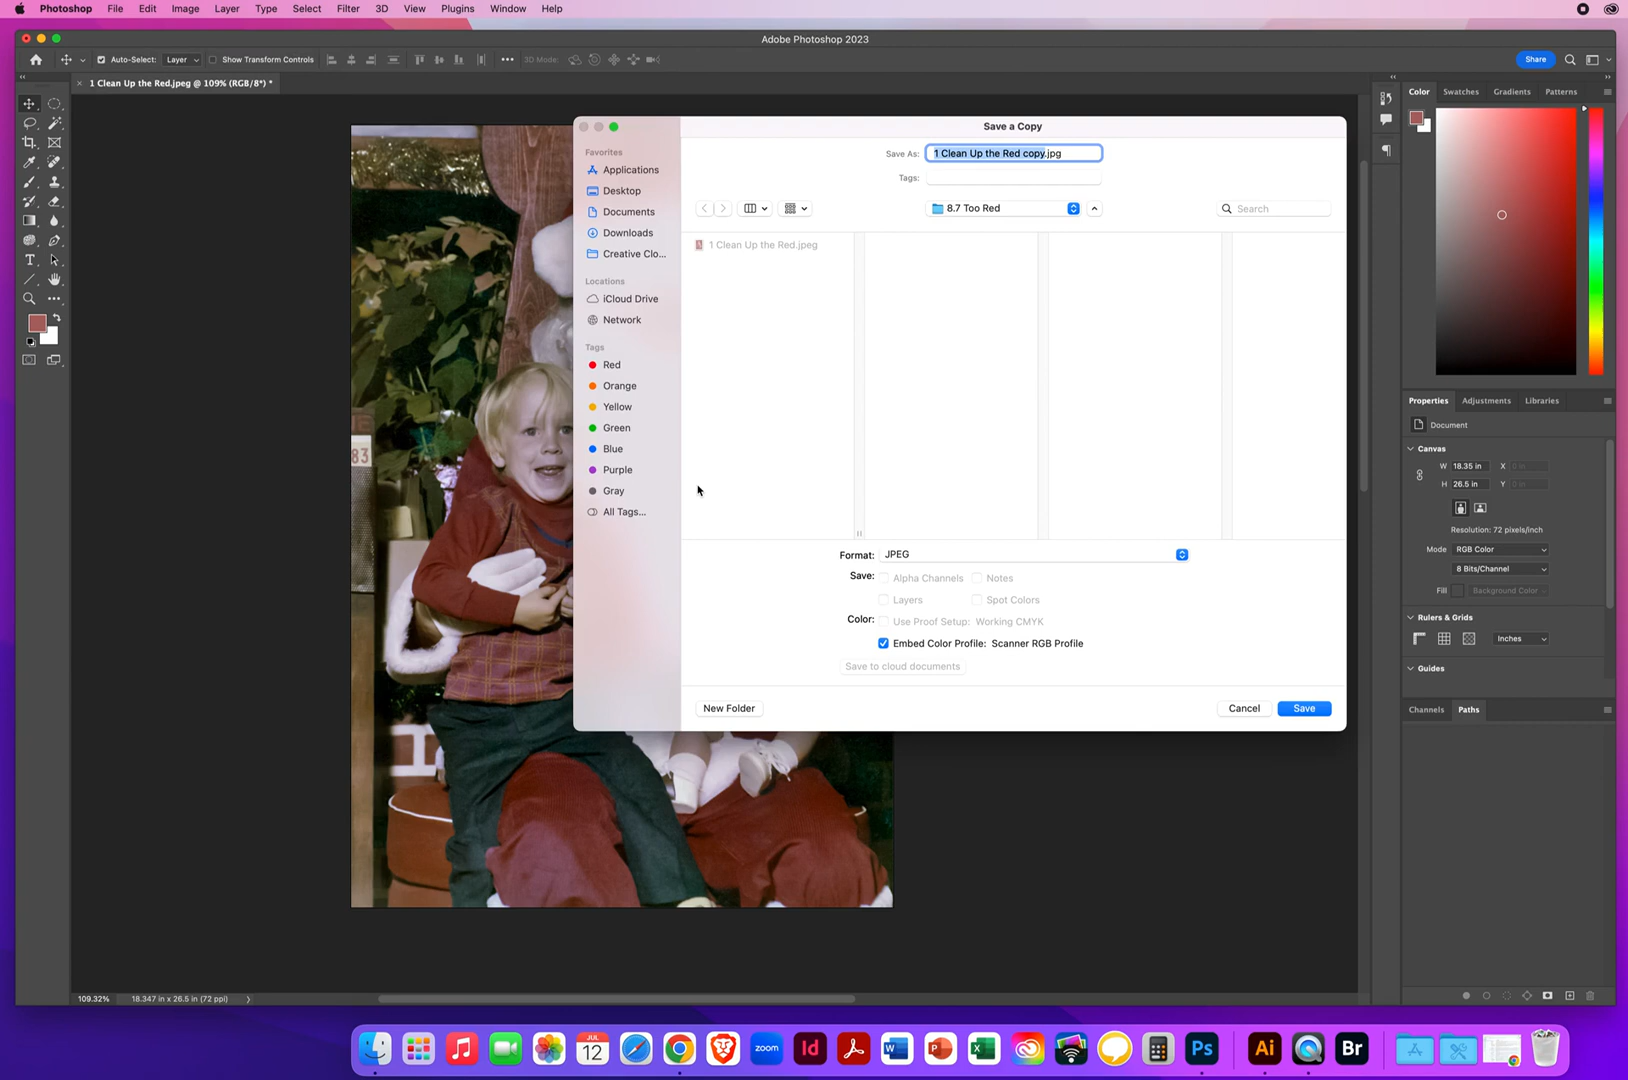 Photoshop File Edit Image Layer Type Select Filter 3D View Plugins Window Help
Adobe Photoshop 2023
Auto-Select: Layer Show Transform Controls 3D Mode: Share
× 1 Clean Up the Red.jpeg @ 109% (RGB/8*) *
Save a Copy
Save As: 1 Clean Up the Red copy.jpg
Tags:
8.7 Too Red
Search
1 Clean Up the Red.jpeg
Favorites
Applications
Desktop
Documents
Downloads
Creative Clo...
Locations
iCloud Drive
Network
Tags
Red
Orange
Yellow
Green
Blue
Purple
Gray
All Tags...
Format: JPEG
Save: Alpha Channels Notes
Layers Spot Colors
Color: Use Proof Setup: Working CMYK
Embed Color Profile: Scanner RGB Profile
Save to cloud documents
New Folder Cancel Save
83
Color Swatches Gradients Patterns
Properties Adjustments Libraries
Document
Canvas
W 18.35 in X 0 in
H 26.5 in Y 0 in
Resolution: 72 pixels/inch
Mode RGB Color
8 Bits/Channel
Fill Background Color
Rulers & Grids
Inches
Guides
Channels Paths
109.32% 18.347 in x 26.5 in (72 ppi)
JUL
12
zoom
Id
W
P
X
Ps
Ai
Br